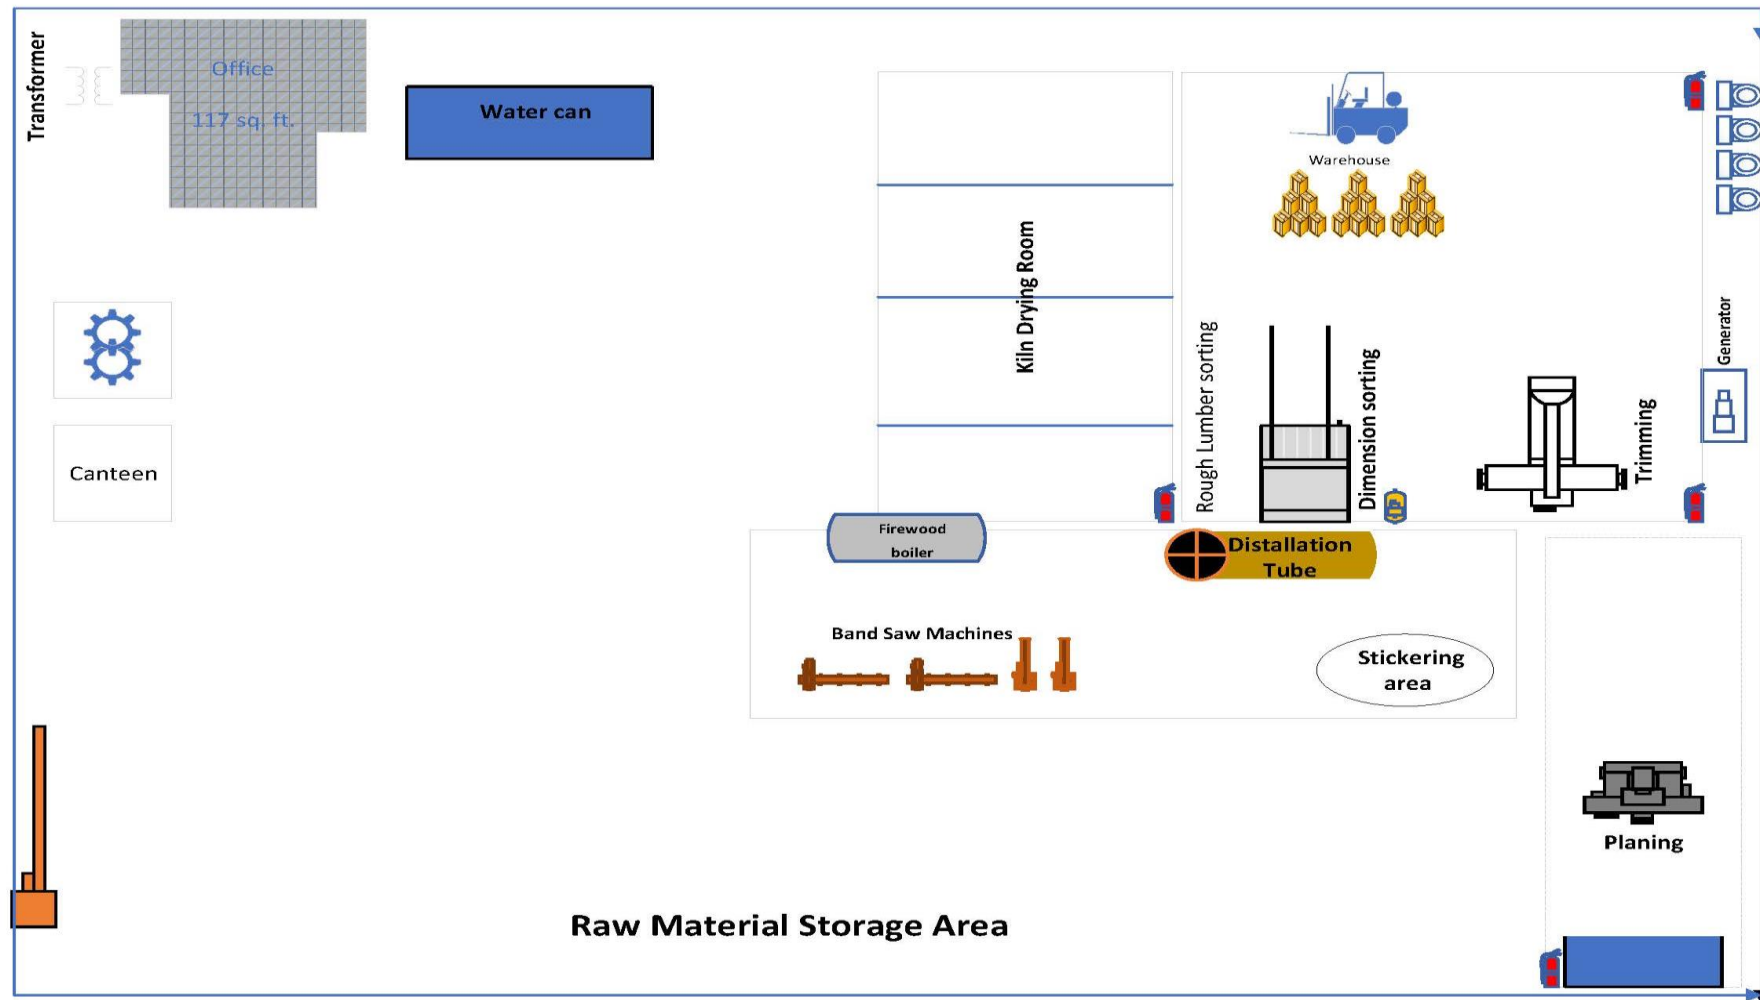 Transformer
Office
117 sq. ft.
Water can
Warehouse
Kiln Drying Room
Rough Lumber sorting
Dimension sorting
Trimming
Generator
Canteen
Firewood
boiler
Distallation
Tube
Band Saw Machines
Stickering
area
Planing
Raw Material Storage Area